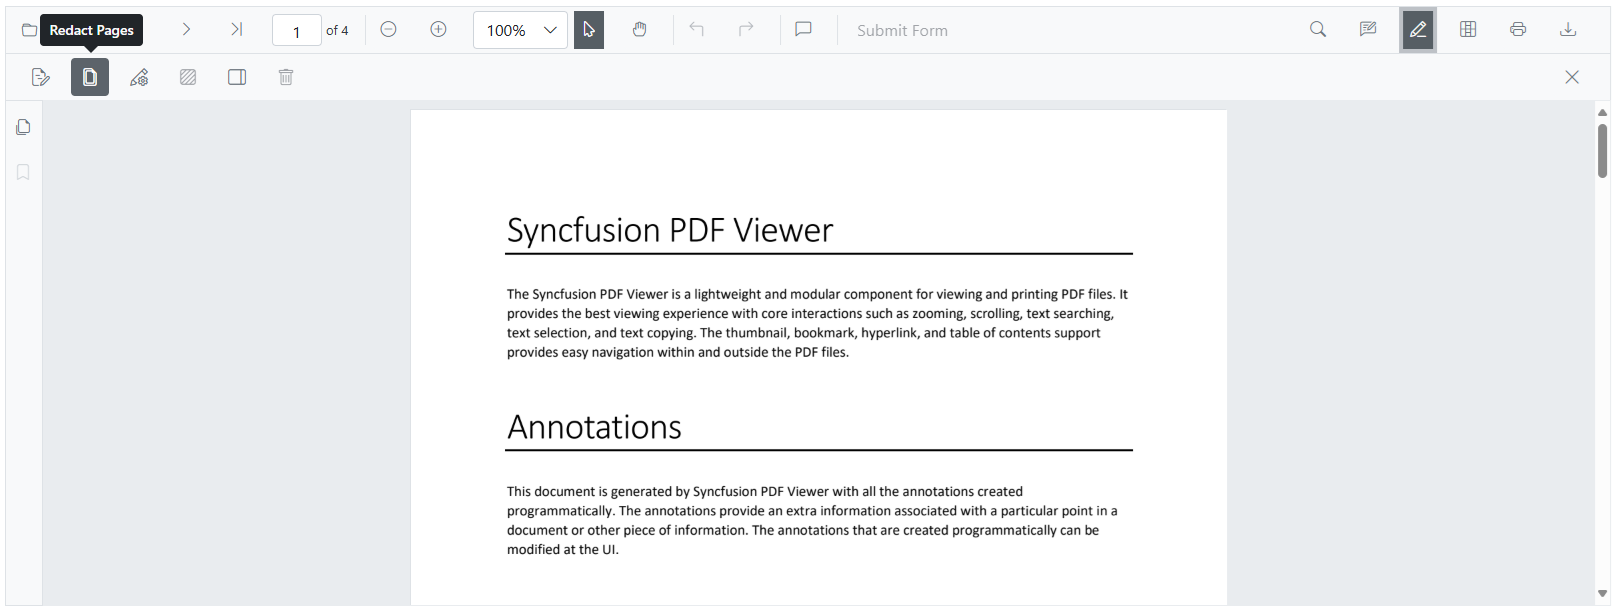 Redact Pages
1 of 4
100%
Submit Form
Syncfusion PDF Viewer
The Syncfusion PDF Viewer is a lightweight and modular component for viewing and printing PDF files. It
provides the best viewing experience with core interactions such as zooming, scrolling, text searching,
text selection, and text copying. The thumbnail, bookmark, hyperlink, and table of contents support
provides easy navigation within and outside the PDF files.
Annotations
This document is generated by Syncfusion PDF Viewer with all the annotations created
programmatically. The annotations provide an extra information associated with a particular point in a
document or other piece of information. The annotations that are created programmatically can be
modified at the UI.